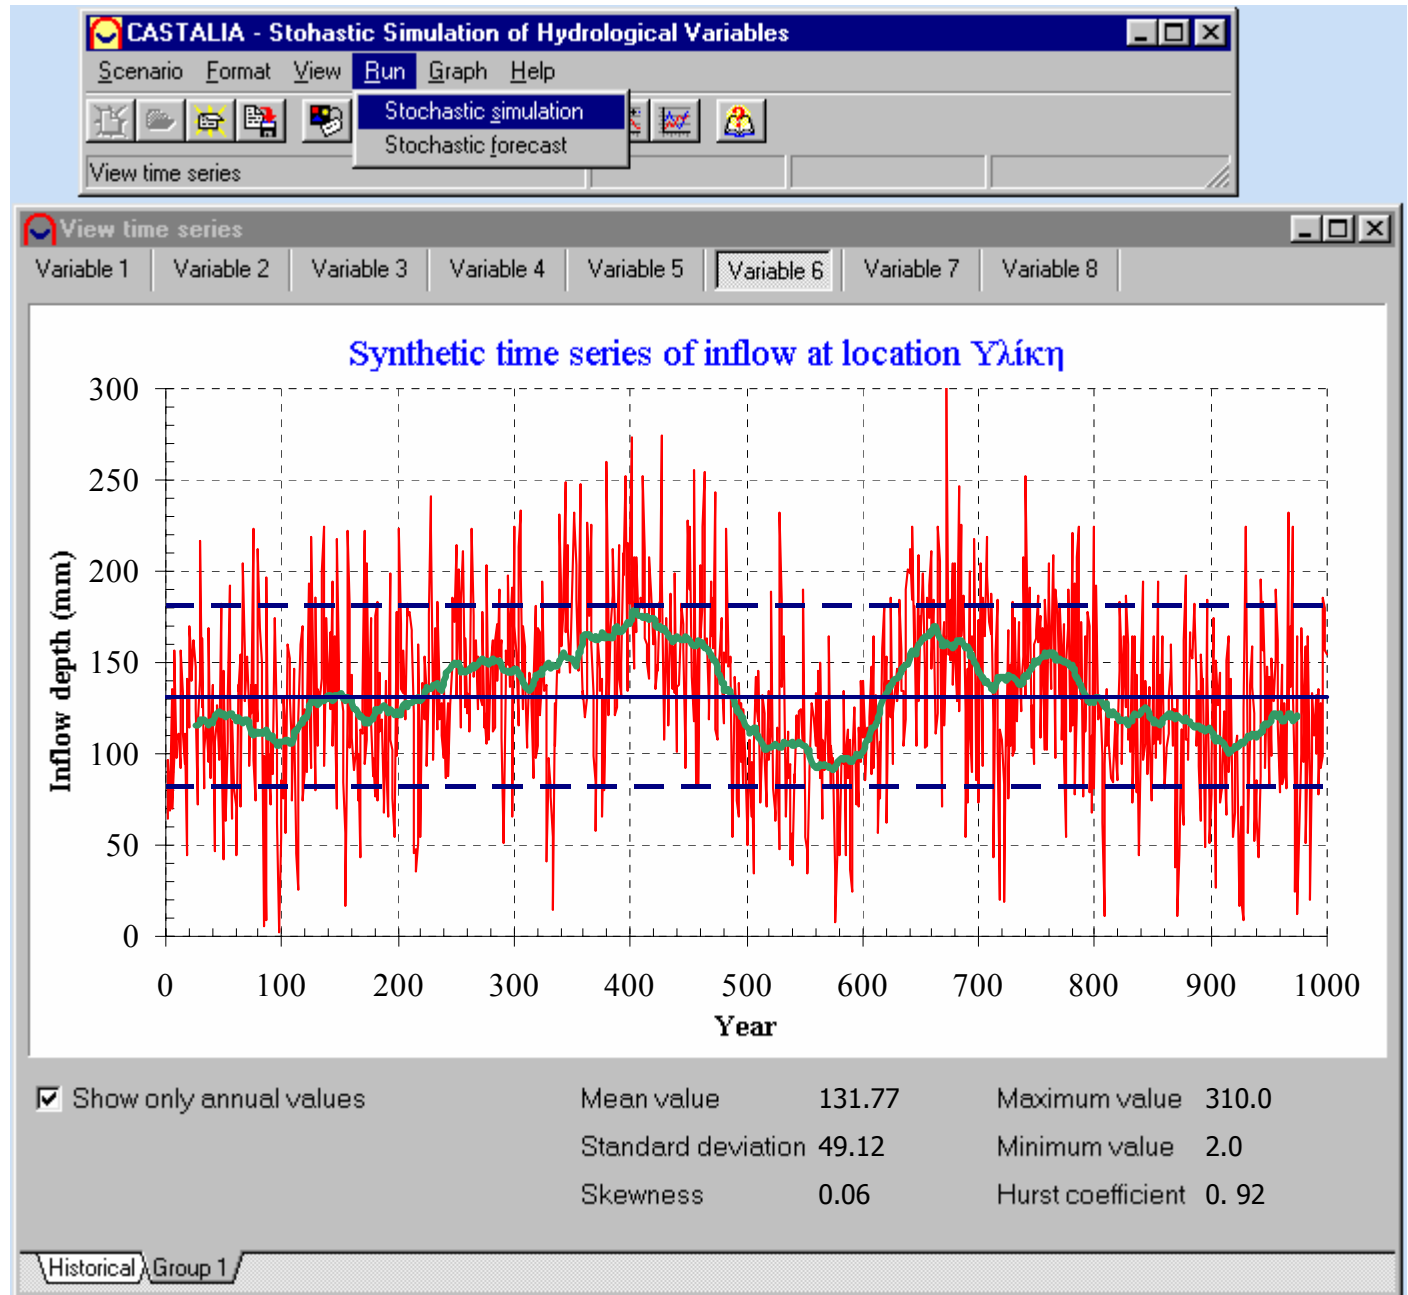 CASTALIA - Stohastic Simulation of Hydrological Variables
Scenario Format View Run Graph Help
Stochastic simulation
Stochastic forecast
View time series
View time series
Variable 1 Variable 2 Variable 3 Variable 4 Variable 5 Variable 6 Variable 7 Variable 8
Synthetic time series of inflow at location Υλίκη
300
250
200
150
100
50
0
Inflow depth (mm)
0 100 200 300 400 500 600 700 800 900 1000
Year
Show only annual values Mean value 131.77 Maximum value 310.0
Standard deviation 49.12 Minimum value 2.0
Skewness 0.06 Hurst coefficient 0. 92
Historical Group 1